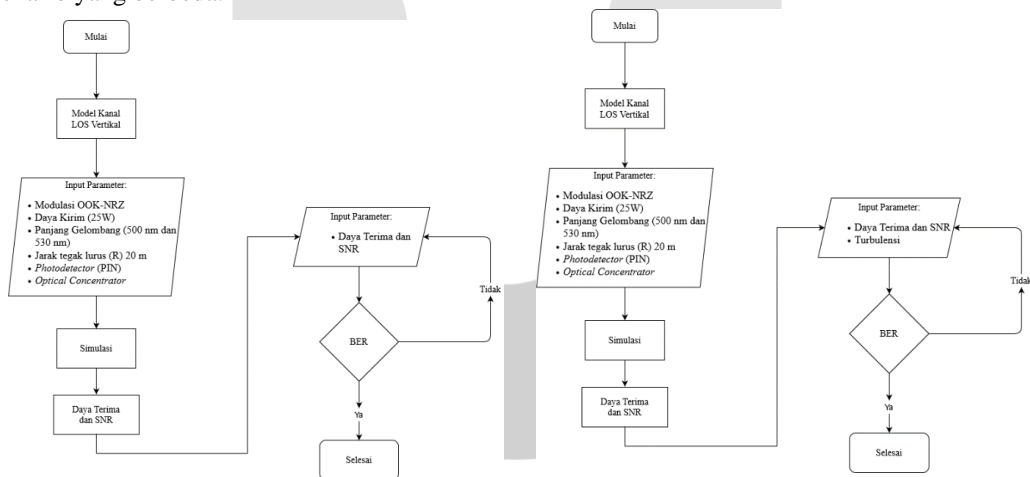 Mulai
Model Kanal
LOS Vertikal
Input Parameter:
• Modulasi OOK-NRZ
• Daya Kirim (25W)
• Panjang Gelombang (500 nm dan
530 nm)
• Jarak tegak lurus (R) 20 m
• Photodetector (PIN)
• Optical Concentrator
Simulasi
Daya Terima
dan SNR
Input Parameter:
• Daya Terima dan
SNR
Tidak
BER
Ya
Selesai
Mulai
Model Kanal
LOS Vertikal
Input Parameter:
• Modulasi OOK-NRZ
• Daya Kirim (25W)
• Panjang Gelombang (500 nm dan
530 nm)
• Jarak tegak lurus (R) 20 m
• Photodetector (PIN)
• Optical Concentrator
Simulasi
Daya Terima
dan SNR
Input Parameter:
• Daya Terima dan SNR
• Turbulensi
Tidak
BER
Ya
Selesai